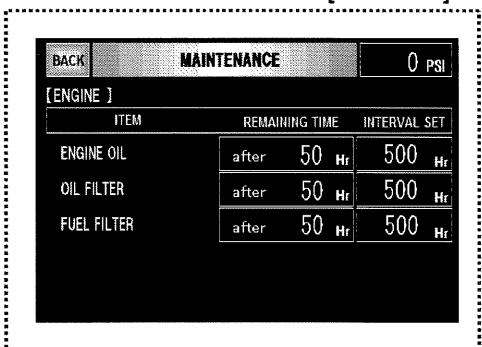 BACK MAINTENANCE 0 PSI
[ENGINE ]
ITEM REMAINING TIME INTERVAL SET
ENGINE OIL after 50 Hr 500 Hr
OIL FILTER after 50 Hr 500 Hr
FUEL FILTER after 50 Hr 500 Hr